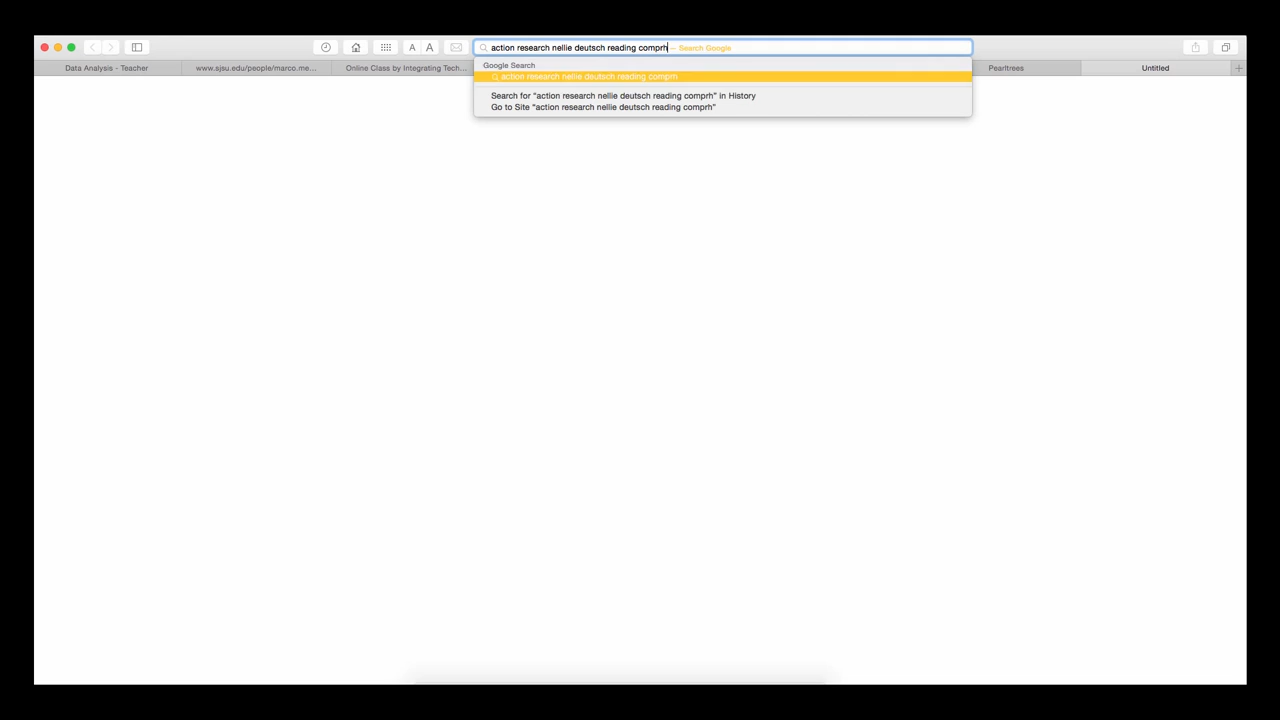 A A
action research nellie deutsch reading comprh — Search Google
Data Analysis - Teacher
www.sjsu.edu/people/marco.me...
Online Class by Integrating Tech...
Pearltrees
Untitled
Google Search
action research nellie deutsch reading comprh
Search for “action research nellie deutsch reading comprh” in History
Go to Site “action research nellie deutsch reading comprh”